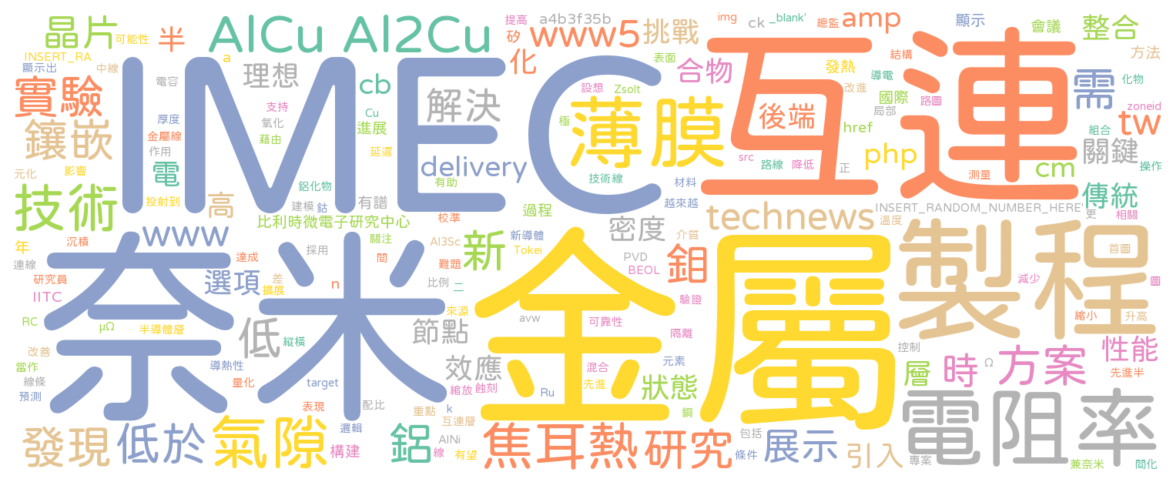 IMEC
互連
奈米
金屬
製程
薄膜
電阻率
AlCu Al2Cu
晶片
可能性
半
INSERT_RA
顯示出
中線
電容
a
理想
cb
實驗
鑲嵌
厚度
支持
氧化
Cu
進展
解決
金屬線
作用
藉由
延遲
電
元化
影響
鋁化物
技術
投射到
高
建模
鈷
有譜
delivery
有助
比利時微電子研究中心
校準
過程
年
沉積
www
達成
關注
間
Al3Sc
新導體
Tokei
連線
選項
差
擴展
採用
難題
新
研究員
IITC
n
比例
二
RC
μΩ
半導體層
低
縱橫
來源
節點
改善
導熱性
當作
量化
target
混合
效應
縮放
蝕刻
線條
預測
表現
配比
重點
k
邏輯
互連層
AlNi
線
有望
發現
低於
氣隙
構建
鋁
焦耳熱
研究
提高
a4b3f35b
img
ck
_blank'
總監
amp
顯示
會議
整合
www5
挑戰
矽
化
表面
合物
發熱
結構
導電
方法
設想
Zsolt
改進
國際
路圖
化物
局部
需
zoneid
tw
極
後端
href
組合
src
路線
降低
正
php
測量
cm
關鍵
操作
技術線
材料
越來越
傳統
technews
INSERT_RANDOM_NUMBER_HERE'
更
相關
溫度
密度
介質
PVD
BEOL
鉬
驗證
首圖
減少
圖
avw
可靠性
隔離
縮小
升高
控制
性能
元素
Ω
先進
Ru
狀態
銅
層
時
方案
先進半
包括
條件
展示
引入
專案
兼奈米
間化